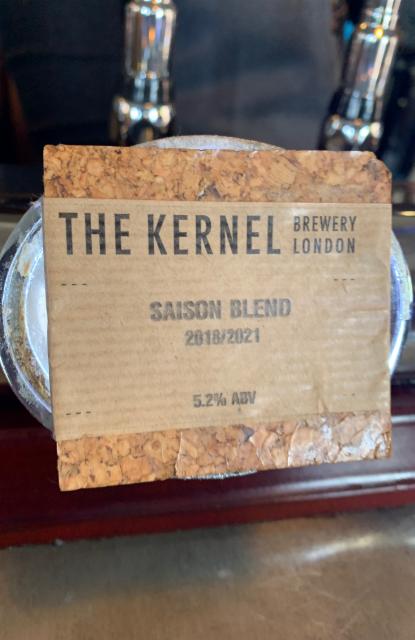 THE KERNEL BREWERY LONDON
SAISON BLEND
2018/2021
5.2% ABV